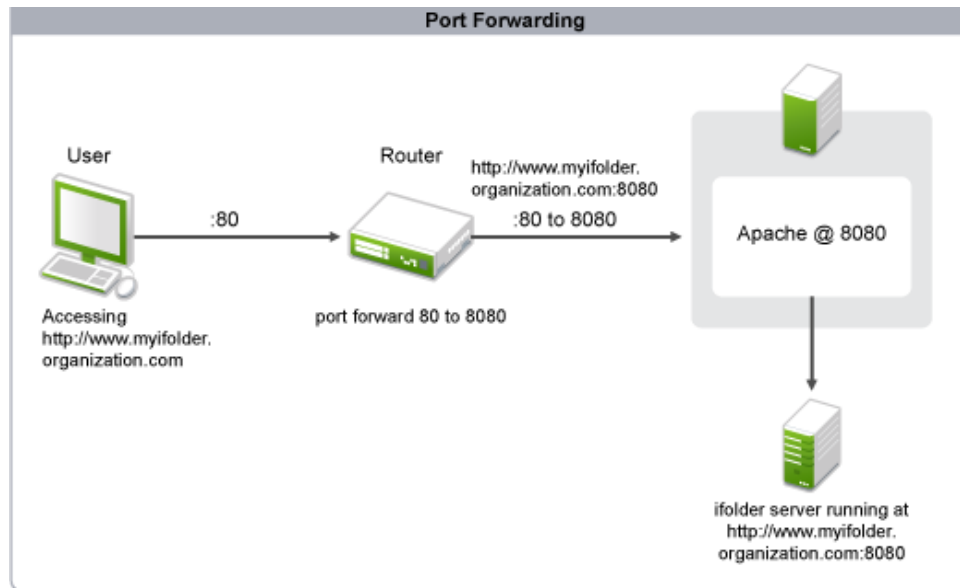 Port Forwarding
User
:80
Accessing
http://www.myifolder.
organization.com
Router
port forward 80 to 8080
http://www.myifolder.
organization.com:8080
:80 to 8080
Apache @ 8080
ifolder server running at
http://www.myifolder.
organization.com:8080